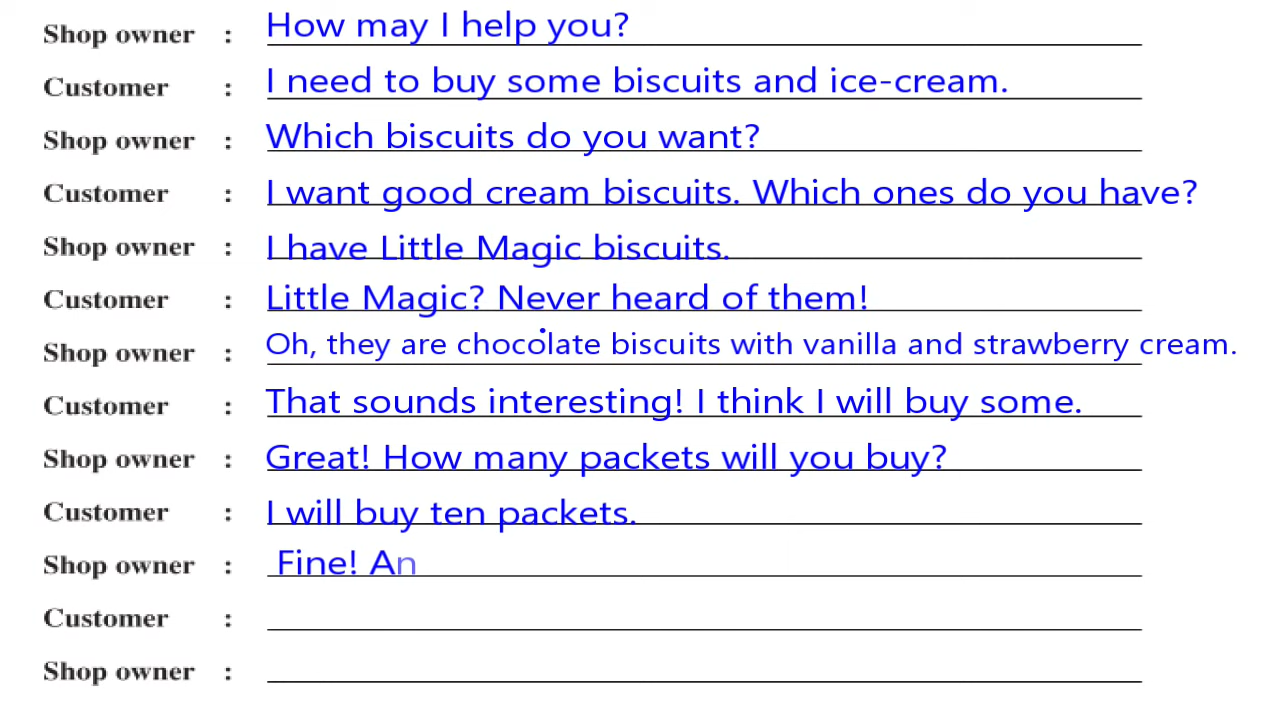 Shop owner : How may I help you?
Customer : I need to buy some biscuits and ice-cream.
Shop owner : Which biscuits do you want?
Customer : I want good cream biscuits. Which ones do you have?
Shop owner : I have Little Magic biscuits.
Customer : Little Magic? Never heard of them!
Shop owner : Oh, they are chocolate biscuits with vanilla and strawberry cream.
Customer : That sounds interesting! I think I will buy some.
Shop owner : Great! How many packets will you buy?
Customer : I will buy ten packets.
Shop owner : Fine! An
Customer :
Shop owner :